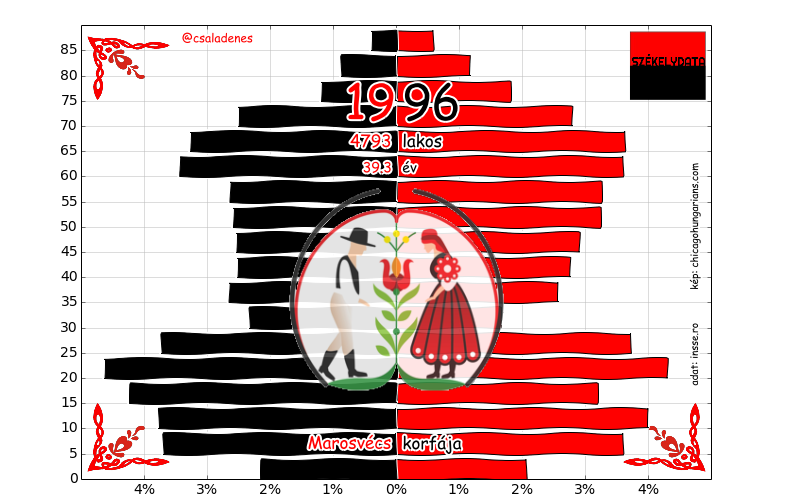 @csaladenes
SZÉKELYDATA
85
80
75
70
65
60
55
50
45
40
35
30
25
20
15
10
5
0
1996
4793 lakos
39.3 év
kép: chicagohungarians.com
adat: insse.ro
Marosvécs korfája
4% 3% 2% 1% 0% 1% 2% 3% 4%